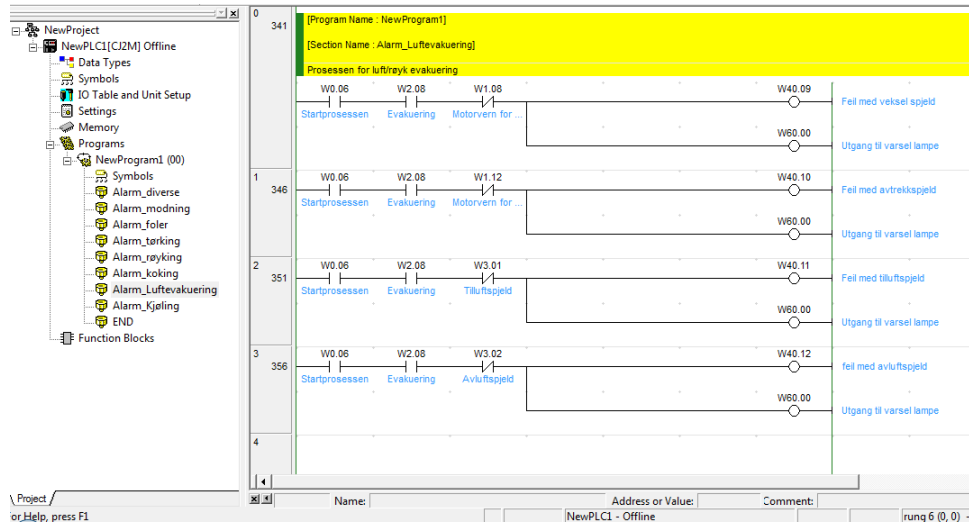 NewProject
NewPLC1[CJ2M] Offline
Data Types
Symbols
IO Table and Unit Setup
Settings
Memory
Programs
NewProgram1 (00)
Symbols
Alarm_diverse
Alarm_modning
Alarm_foler
Alarm_tørking
Alarm_røyking
Alarm_koking
Alarm_Luftevakuering
Alarm_Kjøling
END
Function Blocks
Project
0
341
[Program Name : NewProgram1]
[Section Name : Alarm_Luftevakuering]
Prosessen for luft/røyk evakuering
W0.06 W2.08 W1.08 W40.09
Startprosessen Evakuering Motorvern for ... Feil med veksel spjeld
W60.00
Utgang til varsel lampe
1
346
W0.06 W2.08 W1.12 W40.10
Startprosessen Evakuering Motorvern for ... Feil med avtrekkspjeld
W60.00
Utgang til varsel lampe
2
351
W0.06 W2.08 W3.01 W40.11
Startprosessen Evakuering Tilluftspjeld Feil med tilluftspjeld
W60.00
Utgang til varsel lampe
3
356
W0.06 W2.08 W3.02 W40.12
Startprosessen Evakuering Avluftspjeld feil med avluftspjeld
W60.00
Utgang til varsel lampe
4
Name: Address or Value: Comment:
or Help, press F1 NewPLC1 - Offline rung 6 (0, 0) -